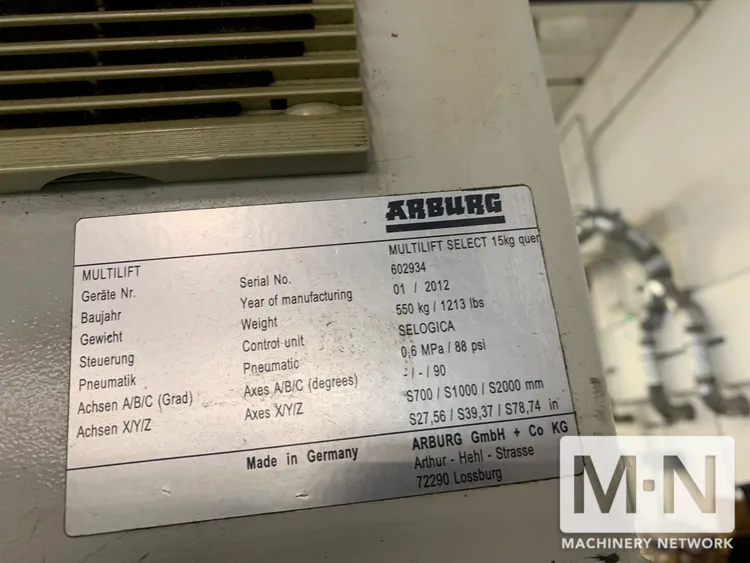 ARBURG
MULTILIFT MULTILIFT SELECT 15kg quer
Geräte Nr. Serial No. 602934
Baujahr Year of manufacturing 01 / 2012
Gewicht Weight 550 kg / 1213 lbs
Steuerung Control unit SELOGICA
Pneumatik Pneumatic 0,6 MPa / 88 psi
Achsen A/B/C (Grad) Axes A/B/C (degrees) - / - / 90
Achsen X/Y/Z Axes X/Y/Z S700 / S1000 / S2000 mm
S27,56 / S39,37 / S78,74 in
Made in Germany ARBURG GmbH + Co KG
Arthur - Hehl - Strasse
72290 Lossburg
M·N
MACHINERY NETWORK